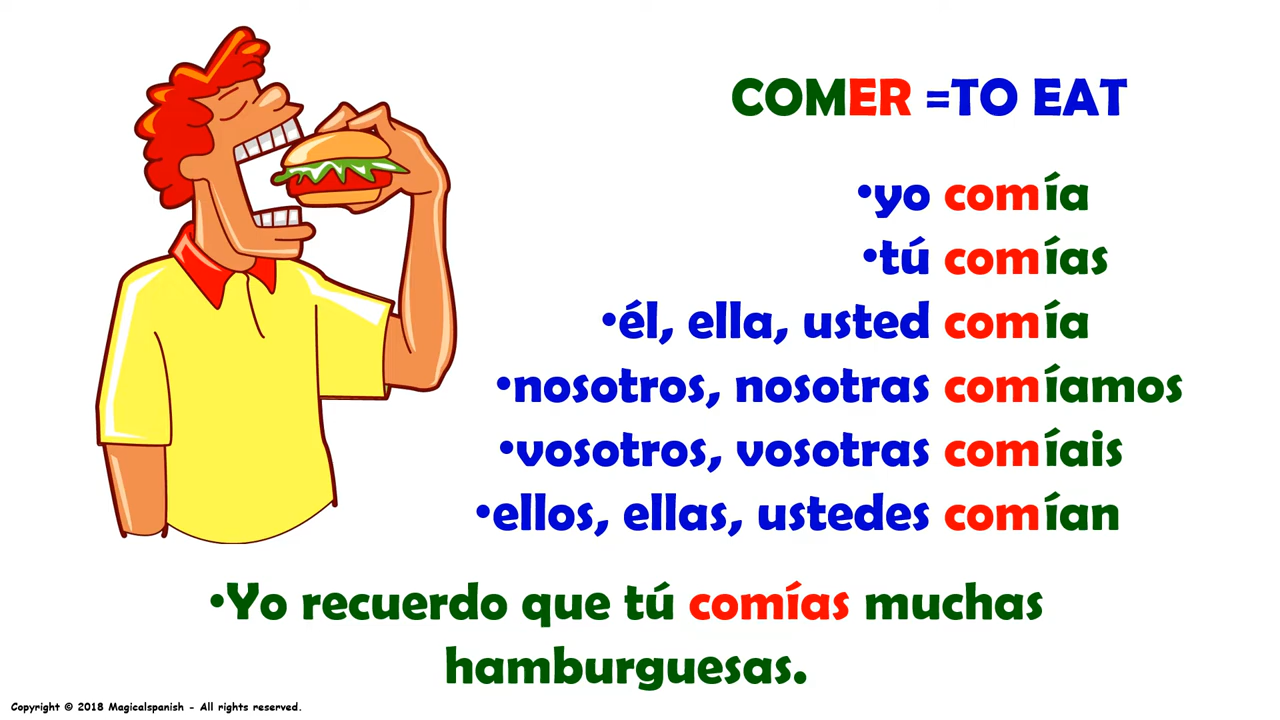 COMER =TO EAT
•yo comía
•tú comías
•él, ella, usted comía
•nosotros, nosotras comíamos
•vosotros, vosotras comíais
•ellos, ellas, ustedes comían
•Yo recuerdo que tú comías muchas
hamburguesas.
Copyright © 2018 Magicalspanish - All rights reserved.